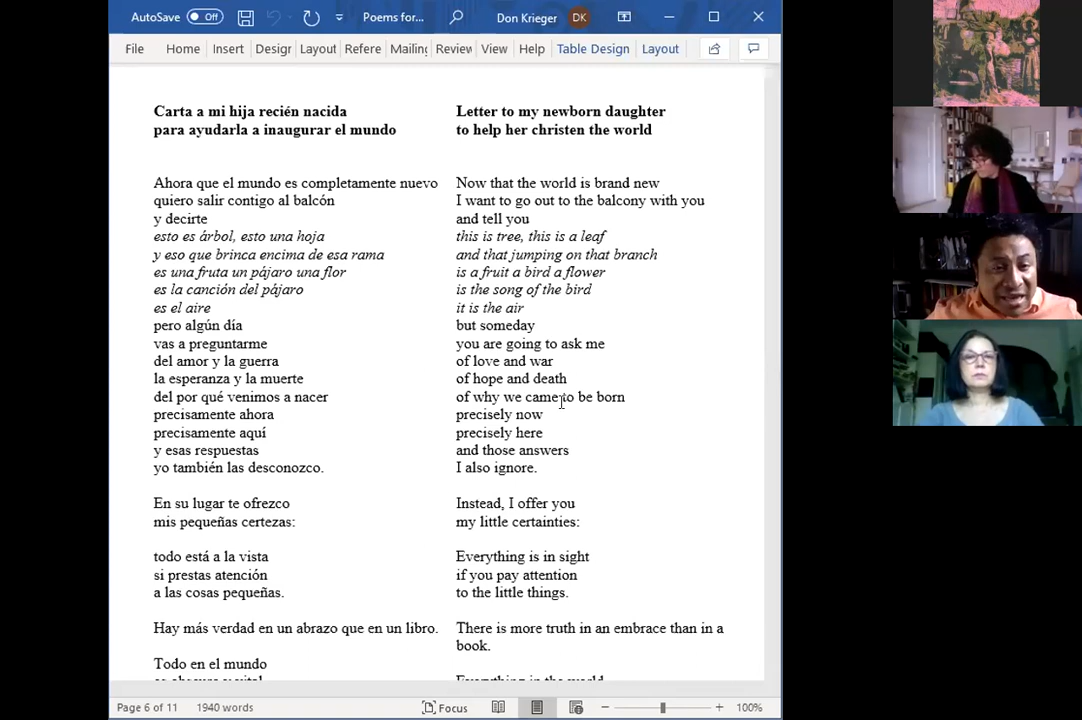 AutoSave Off Poems for... Don Krieger DK
File Home Insert Design Layout Refere Mailing Review View Help Table Design Layout
Carta a mi hija recién nacida
para ayudarla a inaugurar el mundo
Ahora que el mundo es completamente nuevo
quiero salir contigo al balcón
y decirte
esto es árbol, esto una hoja
y eso que brinca encima de esa rama
es una fruta un pájaro una flor
es la canción del pájaro
es el aire
pero algún día
vas a preguntarme
del amor y la guerra
la esperanza y la muerte
del por qué venimos a nacer
precisamente ahora
precisamente aquí
y esas respuestas
yo también las desconozco.
En su lugar te ofrezco
mis pequeñas certezas:
todo está a la vista
si prestas atención
a las cosas pequeñas.
Hay más verdad en un abrazo que en un libro.
Todo en el mundo
Letter to my newborn daughter
to help her christen the world
Now that the world is brand new
I want to go out to the balcony with you
and tell you
this is tree, this is a leaf
and that jumping on that branch
is a fruit a bird a flower
is the song of the bird
it is the air
but someday
you are going to ask me
of love and war
of hope and death
of why we came to be born
precisely now
precisely here
and those answers
I also ignore.
Instead, I offer you
my little certainties:
Everything is in sight
if you pay attention
to the little things.
There is more truth in an embrace than in a
book.
Everything in the world
Page 6 of 11 1940 words Focus 100%